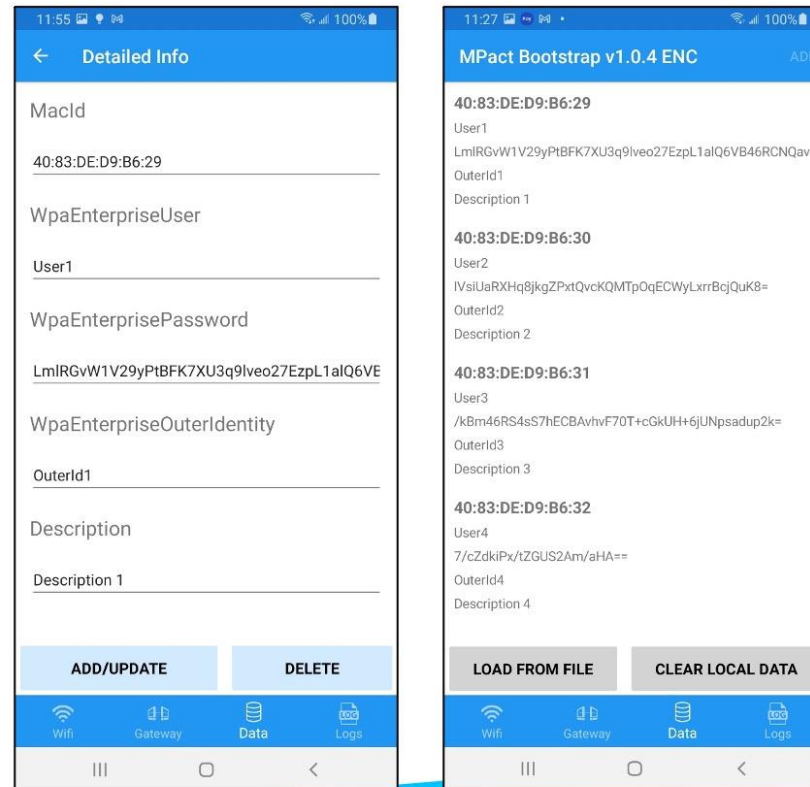 11:55 100%
Detailed Info
MacId
40:83:DE:D9:B6:29
WpaEnterpriseUser
User1
WpaEnterprisePassword
LmlRGvW1V29yPtBFK7XU3q9lveo27EzpL1alQ6VE
WpaEnterpriseOuterIdentity
OuterId1
Description
Description 1
ADD/UPDATE DELETE
Wifi Gateway Data LOG Logs
11:27 100%
MPact Bootstrap v1.0.4 ENC AD
40:83:DE:D9:B6:29
User1
LmlRGvW1V29yPtBFK7XU3q9lveo27EzpL1alQ6VB46RCNQav
OuterId1
Description 1
40:83:DE:D9:B6:30
User2
IVsiUaRXHq8jkgZPxtQvcKQMTpOqECWyLxrrBcjQuK8=
OuterId2
Description 2
40:83:DE:D9:B6:31
User3
/kBm46RS4sS7hECBAvhvF70T+cGkUH+6jUNpsadup2k=
OuterId3
Description 3
40:83:DE:D9:B6:32
User4
7/cZdkiPx/tZGUS2Am/aHA==
OuterId4
Description 4
LOAD FROM FILE CLEAR LOCAL DATA
Wifi Gateway Data LOG Logs